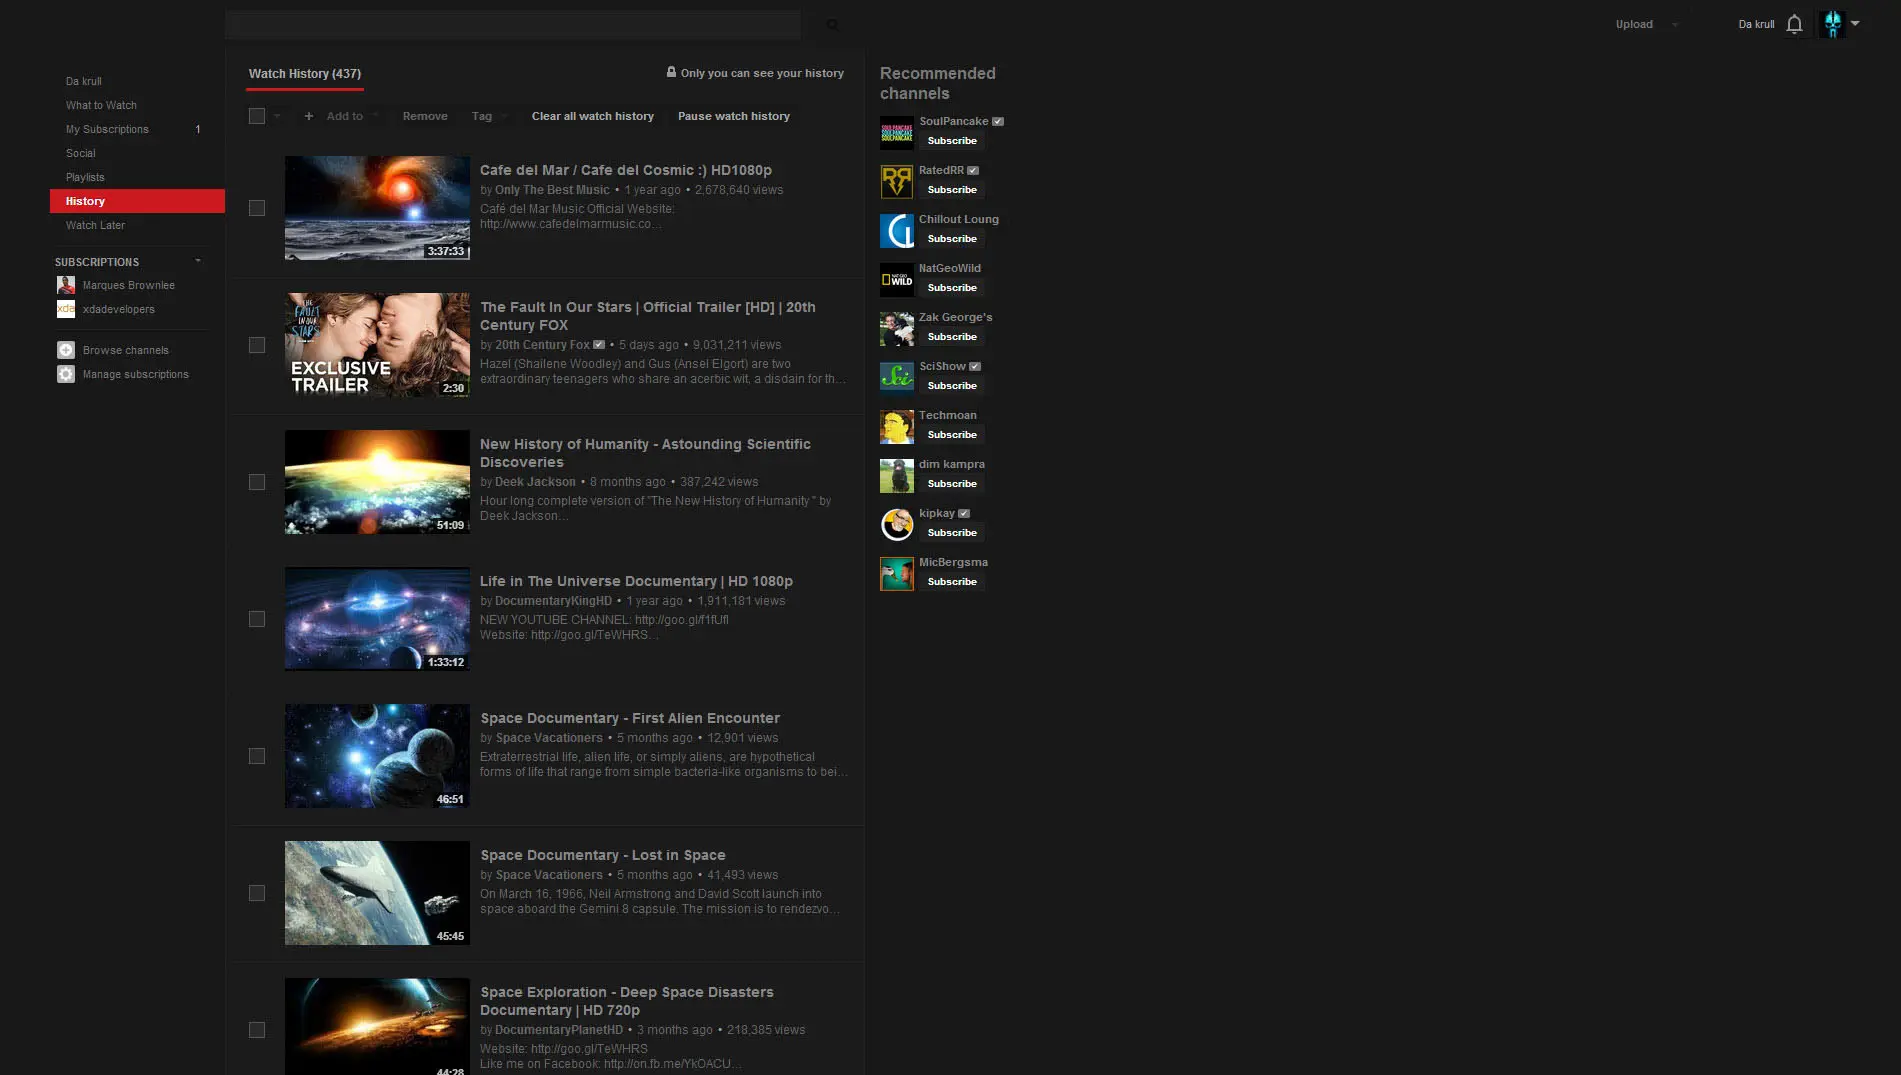 Upload
Da krull
Da krull
What to Watch
My Subscriptions 1
Social
Playlists
History
Watch Later
SUBSCRIPTIONS
Marques Brownlee
xda xdadevelopers
Browse channels
Manage subscriptions
Watch History (437)
Only you can see your history
+ Add to Remove Tag Clear all watch history Pause watch history
Cafe del Mar / Cafe del Cosmic :) HD1080p
by Only The Best Music • 1 year ago • 2,678,640 views
Café del Mar Music Official Website:
http://www.cafedelmarmusic.co...
3:37:33
THE FAULT IN OUR STARS
EXCLUSIVE
TRAILER
2:30
The Fault In Our Stars | Official Trailer [HD] | 20th
Century FOX
by 20th Century Fox • 5 days ago • 9,031,211 views
Hazel (Shailene Woodley) and Gus (Ansel Elgort) are two
extraordinary teenagers who share an acerbic wit, a disdain for th...
New History of Humanity - Astounding Scientific
Discoveries
by Deek Jackson • 8 months ago • 387,242 views
Hour long complete version of "The New History of Humanity " by
Deek Jackson...
51:09
Life in The Universe Documentary | HD 1080p
by DocumentaryKingHD • 1 year ago • 1,911,181 views
NEW YOUTUBE CHANNEL: http://goo.gl/f1fUfl
Website: http://goo.gl/TeWHRS...
1:33:12
Space Documentary - First Alien Encounter
by Space Vacationers • 5 months ago • 12,901 views
Extraterrestrial life, alien life, or simply aliens, are hypothetical
forms of life that range from simple bacteria-like organisms to bei...
46:51
Space Documentary - Lost in Space
by Space Vacationers • 5 months ago • 41,493 views
On March 16, 1966, Neil Armstrong and David Scott launch into
space aboard the Gemini 8 capsule. The mission is to rendezvo...
45:45
Space Exploration - Deep Space Disasters
Documentary | HD 720p
by DocumentaryPlanetHD • 3 months ago • 218,385 views
Website: http://goo.gl/TeWHRS
Like me on Facebook: http://on.fb.me/YkOACU...
44:28
Recommended
channels
SOULPANCAKE
SOULPANCAKE
SOULPANCAKE
SoulPancake
Subscribe
RatedRR
Subscribe
Chillout Loung
Subscribe
NAT GEO
WILD
NatGeoWild
Subscribe
Zak George's
Subscribe
Sci
SciShow
Subscribe
Techmoan
Subscribe
dim kampra
Subscribe
kipkay
Subscribe
MicBergsma
Subscribe